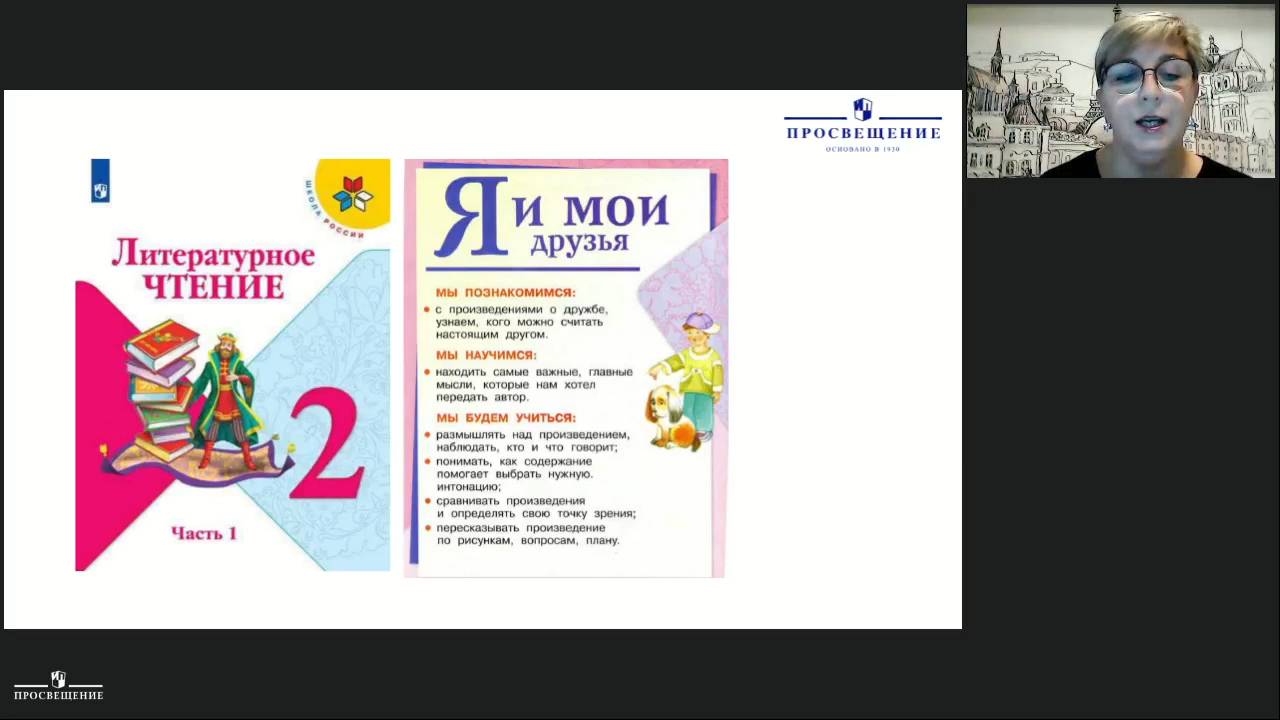 ПРОСВЕЩЕНИЕ
ОСНОВАНО В 1930
ШКОЛА РОССИИ
Литературное
ЧТЕНИЕ
2
Часть 1
Я и мои
друзья
МЫ ПОЗНАКОМИМСЯ:
• с произведениями о дружбе,
узнаем, кого можно считать
настоящим другом.
МЫ НАУЧИМСЯ:
• находить самые важные, главные
мысли, которые нам хотел
передать автор.
МЫ БУДЕМ УЧИТЬСЯ:
• размышлять над произведением,
наблюдать, кто и что говорит;
• понимать, как содержание
помогает выбрать нужную.
интонацию;
• сравнивать произведения
и определять свою точку зрения;
• пересказывать произведение
по рисункам, вопросам, плану.
ПРОСВЕЩЕНИЕ